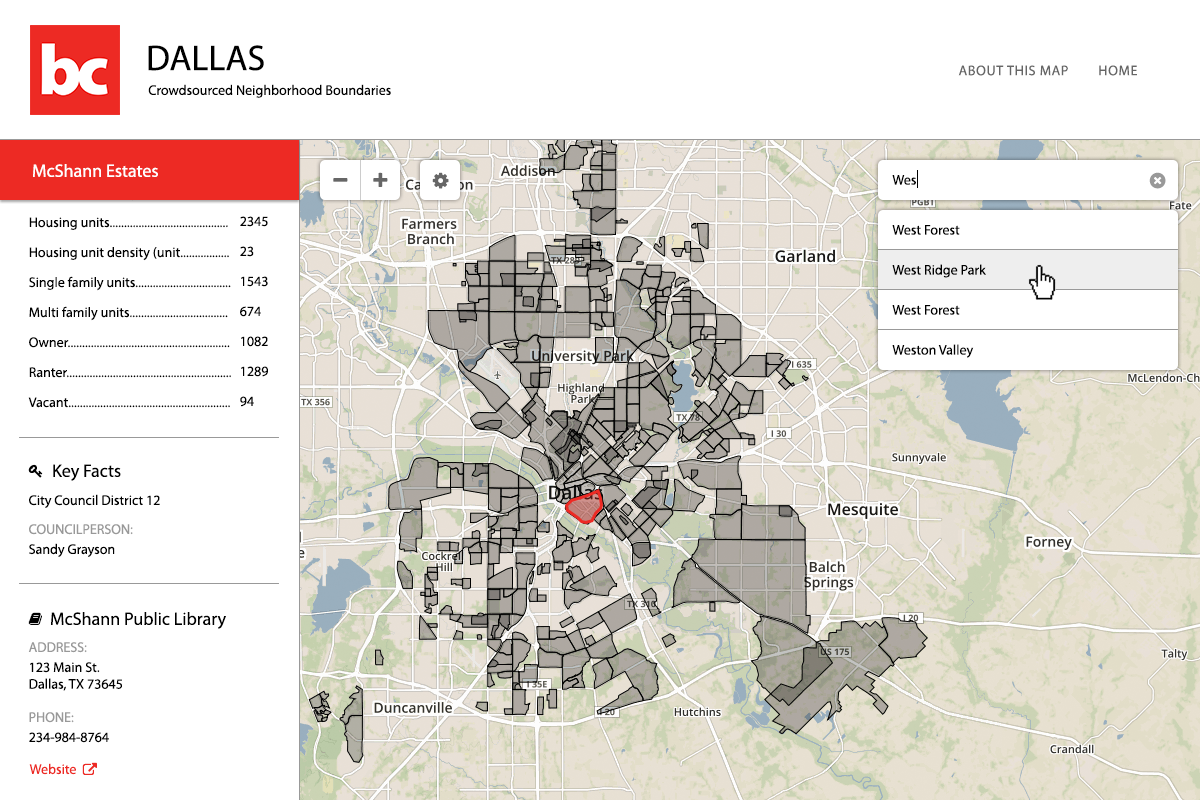 bc
DALLAS
Crowdsourced Neighborhood Boundaries
ABOUT THIS MAP
HOME
McShann Estates
Housing units 2345
Housing unit density (unit 23
Single family units 1543
Multi family units 674
Owner 1082
Ranter 1289
Vacant 94
Key Facts
City Council District 12
COUNCILPERSON:
Sandy Grayson
McShann Public Library
ADDRESS:
123 Main St.
Dallas, TX 73645
PHONE:
234-984-8764
Website
Wes
West Forest
West Ridge Park
West Forest
Weston Valley
Addison
PGBT
Fate
Farmers
Branch
TX 289
Garland
University Park
I 635
Highland
Park
McLendon-Ch
TX 356
TX 78
I 30
Sunnyvale
Dallas
Mesquite
Forney
Cockrel
Hill
Balch
Springs
TX 310
I 20
US 175
Talty
I 35E
Duncanville
I 20
Hutchins
Crandall